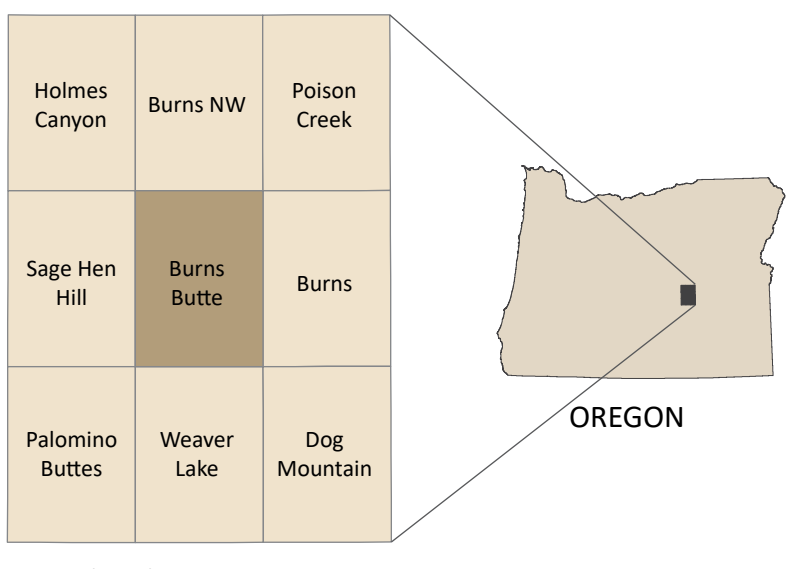 Holmes
Canyon
Burns NW
Poison
Creek
Sage Hen
Hill
Burns
Butte
Burns
Palomino
Buttes
Weaver
Lake
Dog
Mountain
OREGON